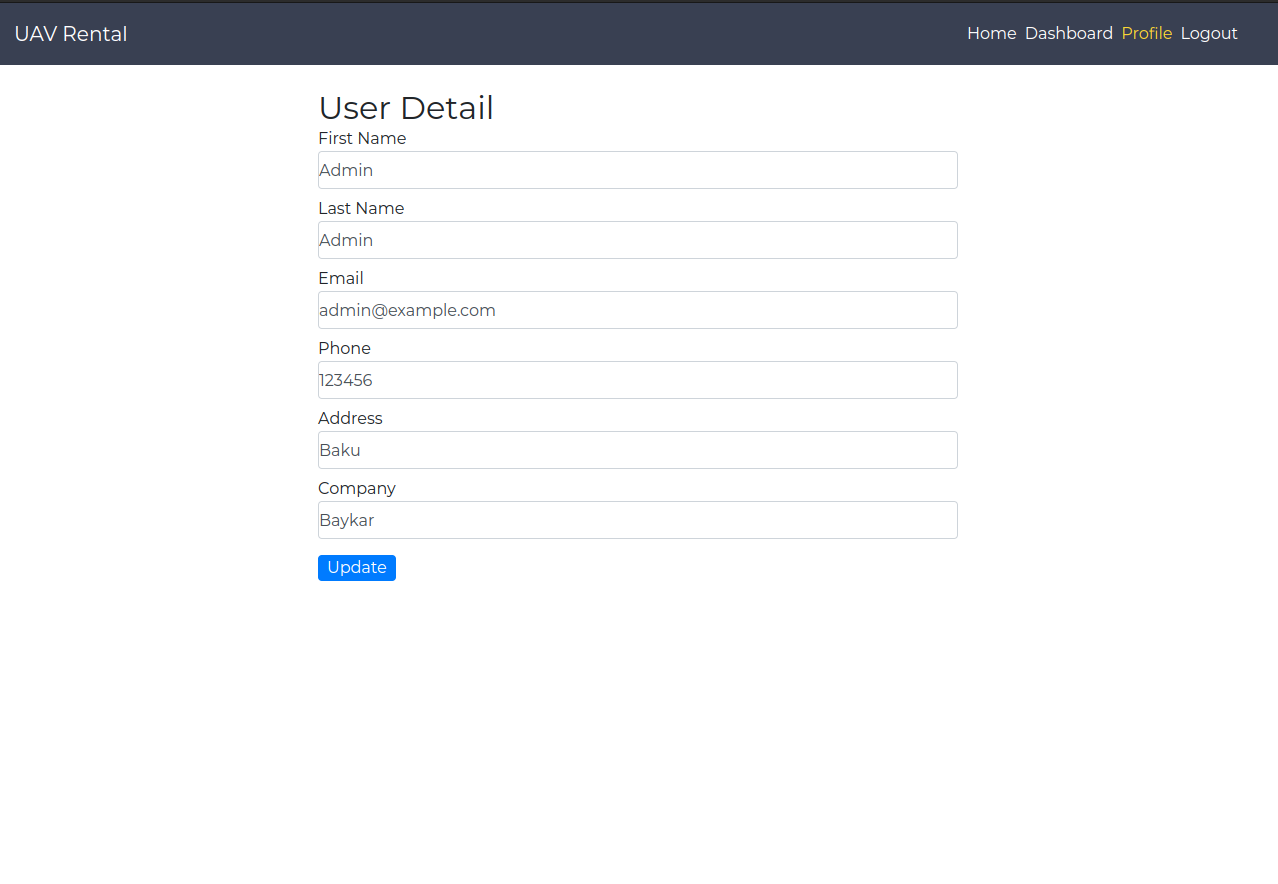 UAV Rental
Home Dashboard Profile Logout
User Detail
First Name
Admin
Last Name
Admin
Email
admin@example.com
Phone
123456
Address
Baku
Company
Baykar
Update